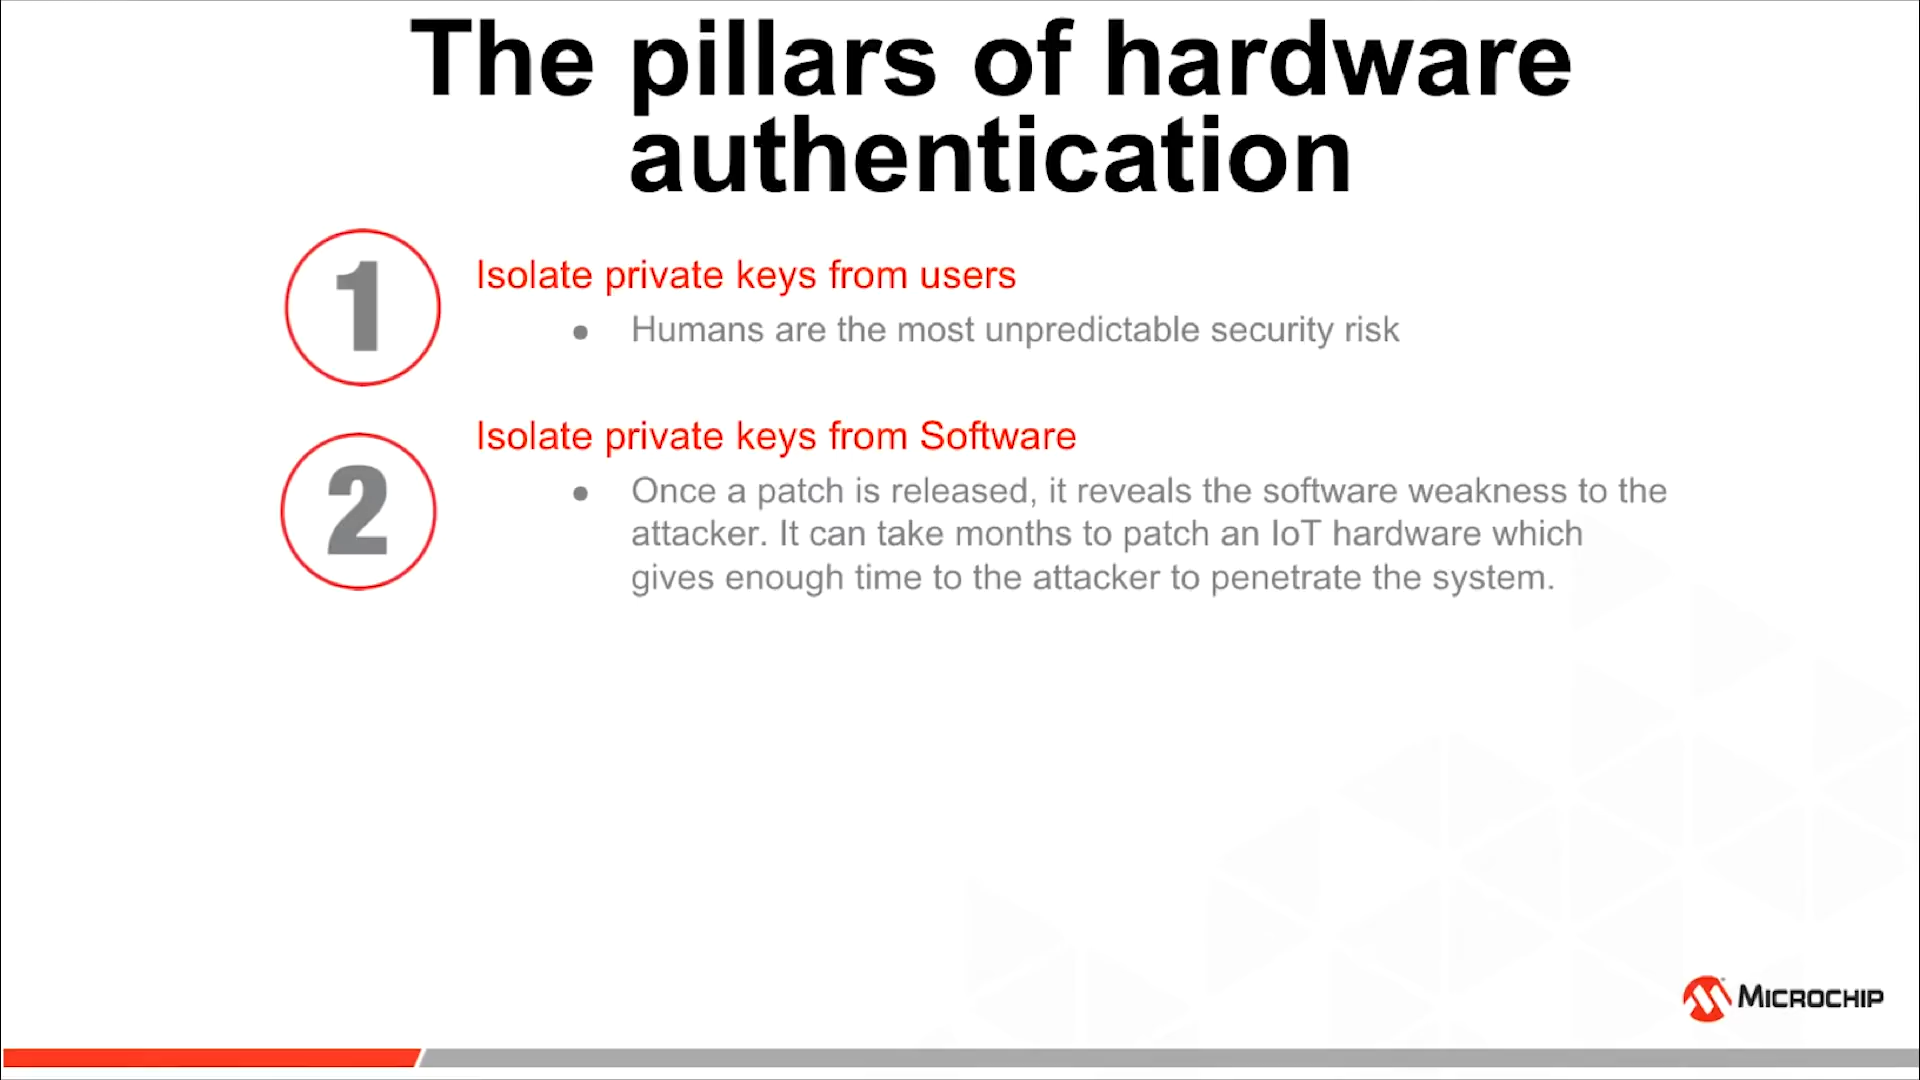 The pillars of hardware
authentication
1
Isolate private keys from users
● Humans are the most unpredictable security risk
2
Isolate private keys from Software
● Once a patch is released, it reveals the software weakness to the
attacker. It can take months to patch an IoT hardware which
gives enough time to the attacker to penetrate the system.
MICROCHIP